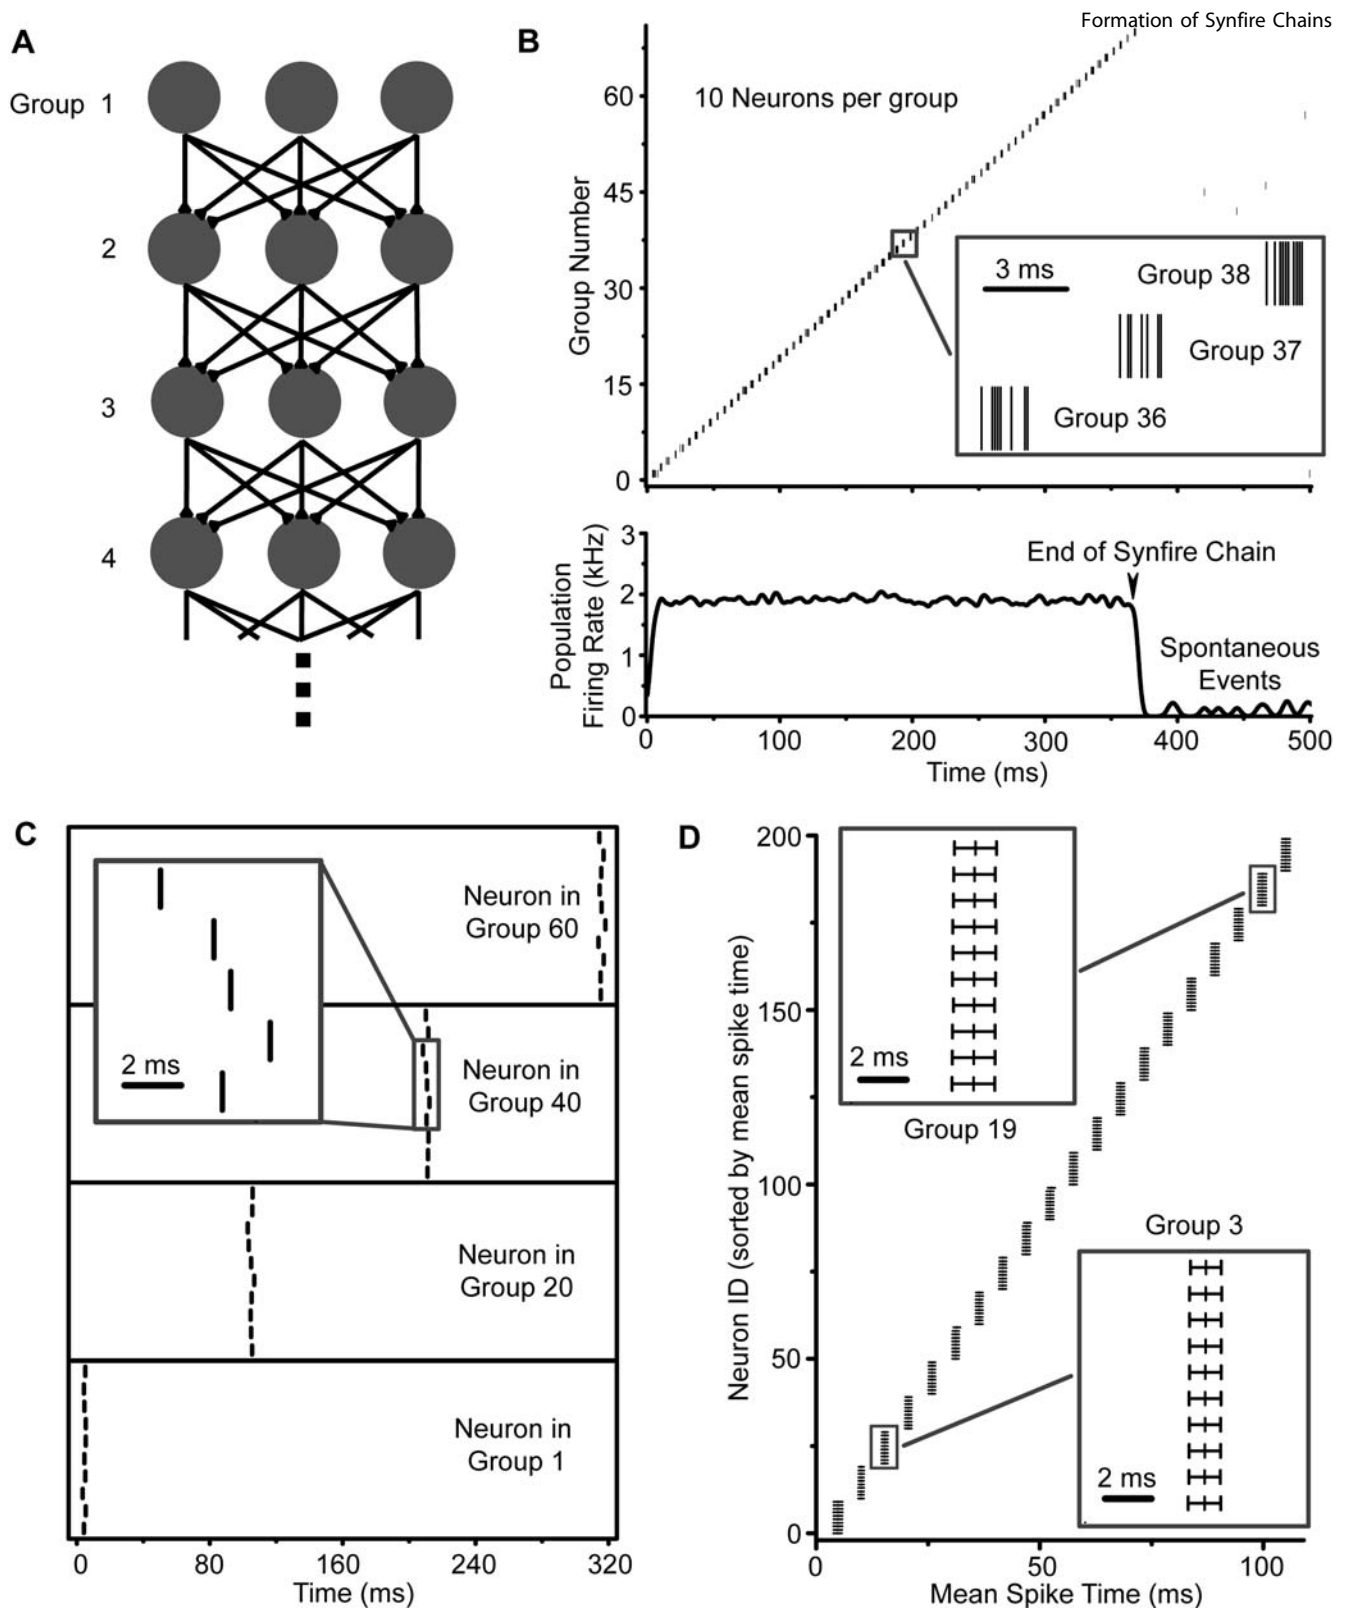 Formation of Synfire Chains
A
Group 1
2
3
4
B
10 Neurons per group
Group Number
60
45
30
15
0
3 ms
Group 38
Group 37
Group 36
Population
Firing Rate (kHz)
3
2
1
0
End of Synfire Chain
Spontaneous
Events
0
100
200
300
400
500
Time (ms)
C
Neuron in
Group 60
2 ms
Neuron in
Group 40
Neuron in
Group 20
Neuron in
Group 1
0
80
160
240
320
Time (ms)
D
Neuron ID (sorted by mean spike time)
200
150
100
50
0
2 ms
Group 19
Group 3
2 ms
0
50
100
Mean Spike Time (ms)